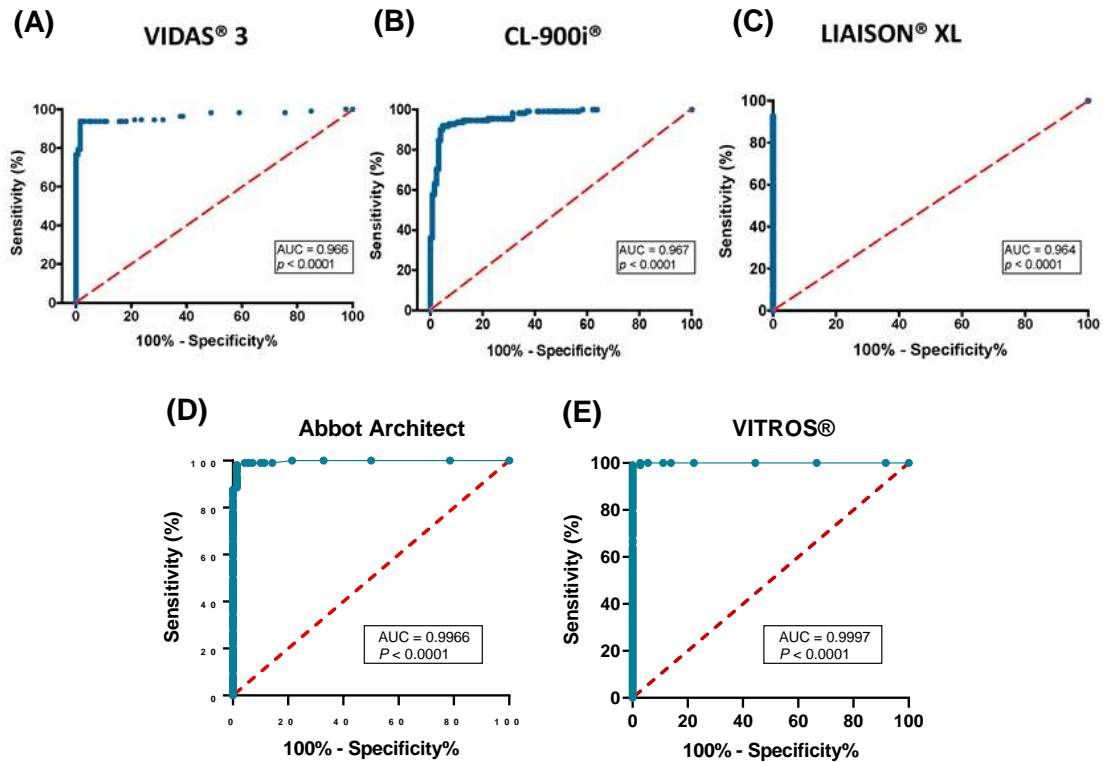 (A)
VIDAS® 3
Sensitivity (%)
100
80
60
40
20
0
AUC = 0.966
p < 0.0001
0 20 40 60 80 100
100% - Specificity%
(B)
CL-900i®
Sensitivity (%)
100
80
60
40
20
0
AUC = 0.967
p < 0.0001
0 20 40 60 80 100
100% - Specificity%
(C)
LIAISON® XL
Sensitivity (%)
100
80
60
40
20
0
AUC = 0.964
p < 0.0001
0 20 40 60 80 100
100% - Specificity%
(D)
Abbot Architect
Sensitivity (%)
100
80
60
40
20
0
AUC = 0.9966
P < 0.0001
0 20 40 60 80 100
100% - Specificity%
(E)
VITROS®
Sensitivity (%)
100
80
60
40
20
0
AUC = 0.9997
P < 0.0001
0 20 40 60 80 100
100% - Specificity%